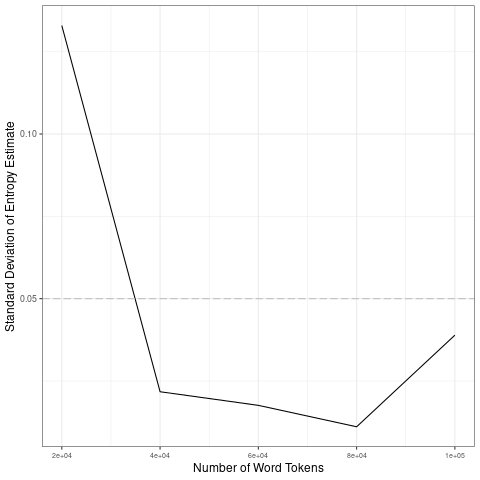 Standard Deviation of Entropy Estimate
0.10
0.05
2e+04 4e+04 6e+04 8e+04 1e+05
Number of Word Tokens